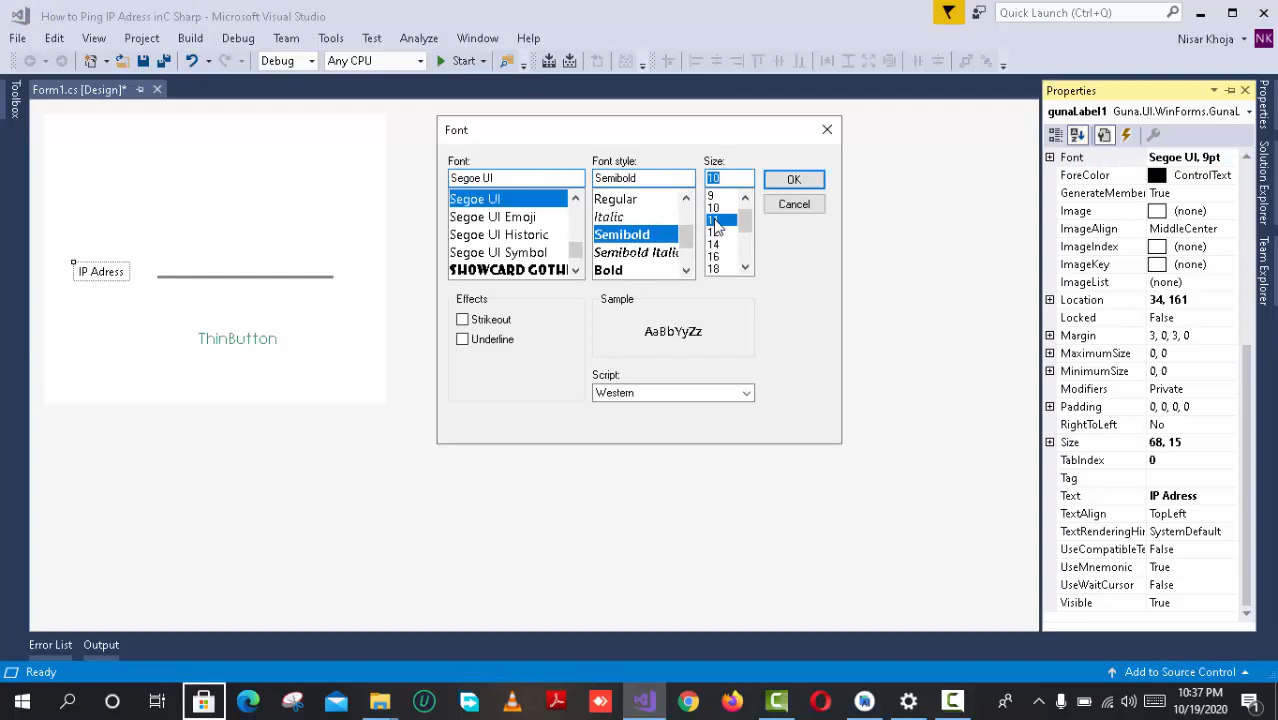 How to Ping IP Adress inC Sharp - Microsoft Visual Studio
Quick Launch (Ctrl+Q)
File Edit View Project Build Debug Team Tools Test Analyze Window Help
Nisar Khoja NK
Debug Any CPU Start
Toolbox
Form1.cs [Design]*
IP Adress
ThinButton
Font
Font: Font style: Size:
Segoe UI Semibold 10
OK
Cancel
Segoe UI
Segoe UI Emoji
Segoe UI Historic
Segoe UI Symbol
SHOWCARD GOTHI
Regular
Italic
Semibold
Semibold Italic
Bold
9
10
11
12
14
16
18
Effects
Strikeout
Underline
Sample
AaBbYyZz
Script:
Western
Properties
gunaLabel1 Guna.UI.WinForms.GunaL
Font Segoe UI, 9pt
ForeColor ControlText
GenerateMember True
Image (none)
ImageAlign MiddleCenter
ImageIndex (none)
ImageKey (none)
ImageList (none)
Location 34, 161
Locked False
Margin 3, 0, 3, 0
MaximumSize 0, 0
MinimumSize 0, 0
Modifiers Private
Padding 0, 0, 0, 0
RightToLeft No
Size 68, 15
TabIndex 0
Tag
Text IP Adress
TextAlign TopLeft
TextRenderingHin SystemDefault
UseCompatibleTe False
UseMnemonic True
UseWaitCursor False
Visible True
Properties
Solution Explorer
Team Explorer
Error List Output
Ready
Add to Source Control
10:37 PM
10/19/2020
1